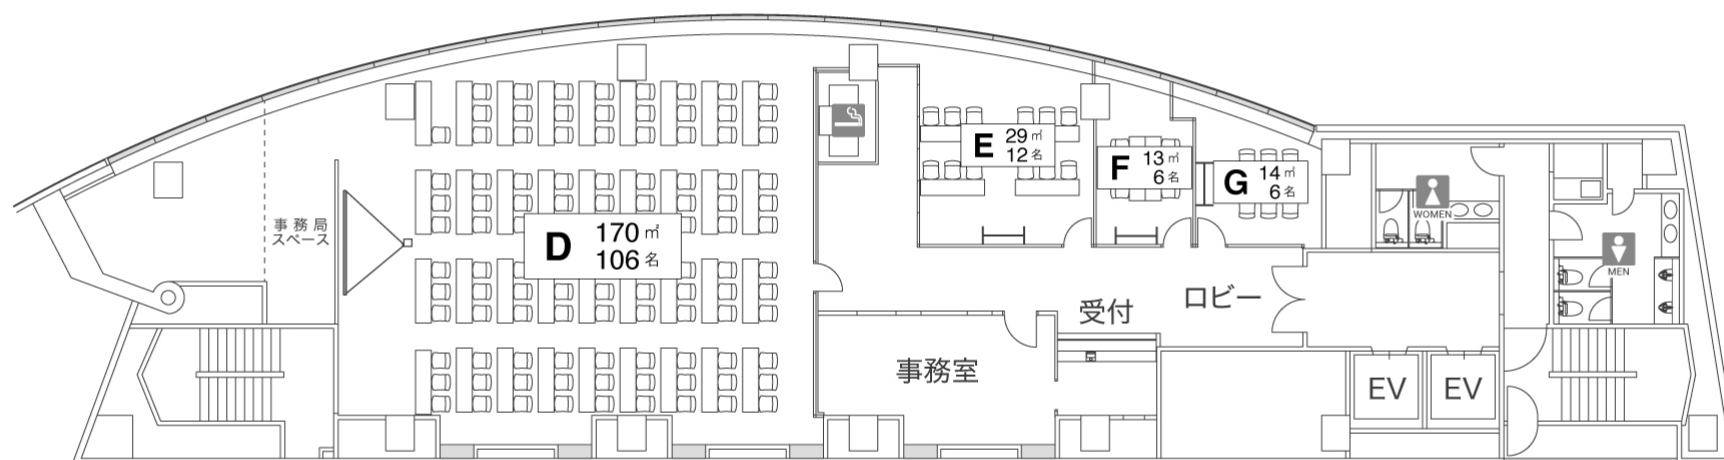 事務局
スペース
D 170㎡
106名
E 29㎡
12名
F 13㎡
6名
G 14㎡
6名
WOMEN
MEN
受付
ロビー
事務室
EV
EV